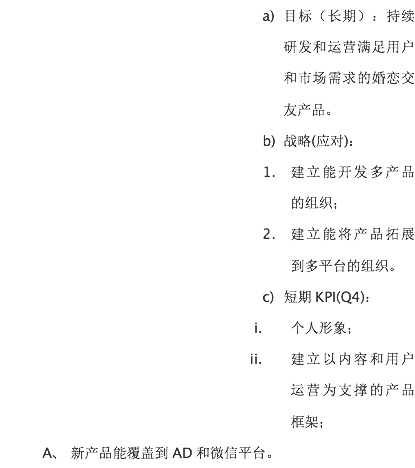 a) 目标（长期）：持续
研发和运营满足用户
和市场需求的婚恋交
友产品。
b) 战略(应对)：
1. 建立能开发多产品
的组织；
2. 建立能将产品拓展
到多平台的组织。
c) 短期 KPI(Q4)：
i. 个人形象；
ii. 建立以内容和用户
运营为支撑的产品
框架；
A、 新产品能覆盖到 AD 和微信平台。